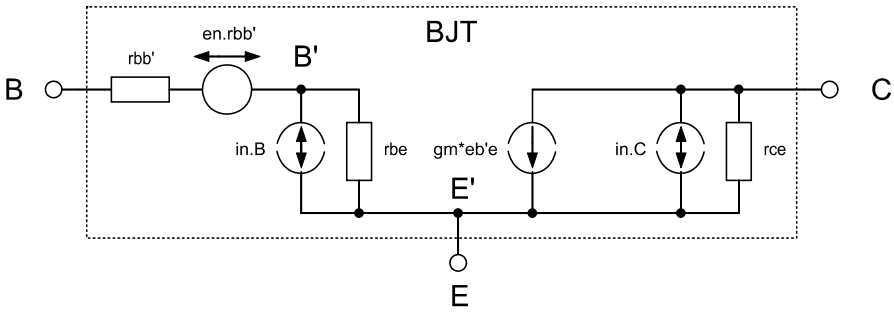 BJT
en.rbb'
rbb'
B'
B
C
in.B
rbe
gm*eb'e
in.C
rce
E'
E